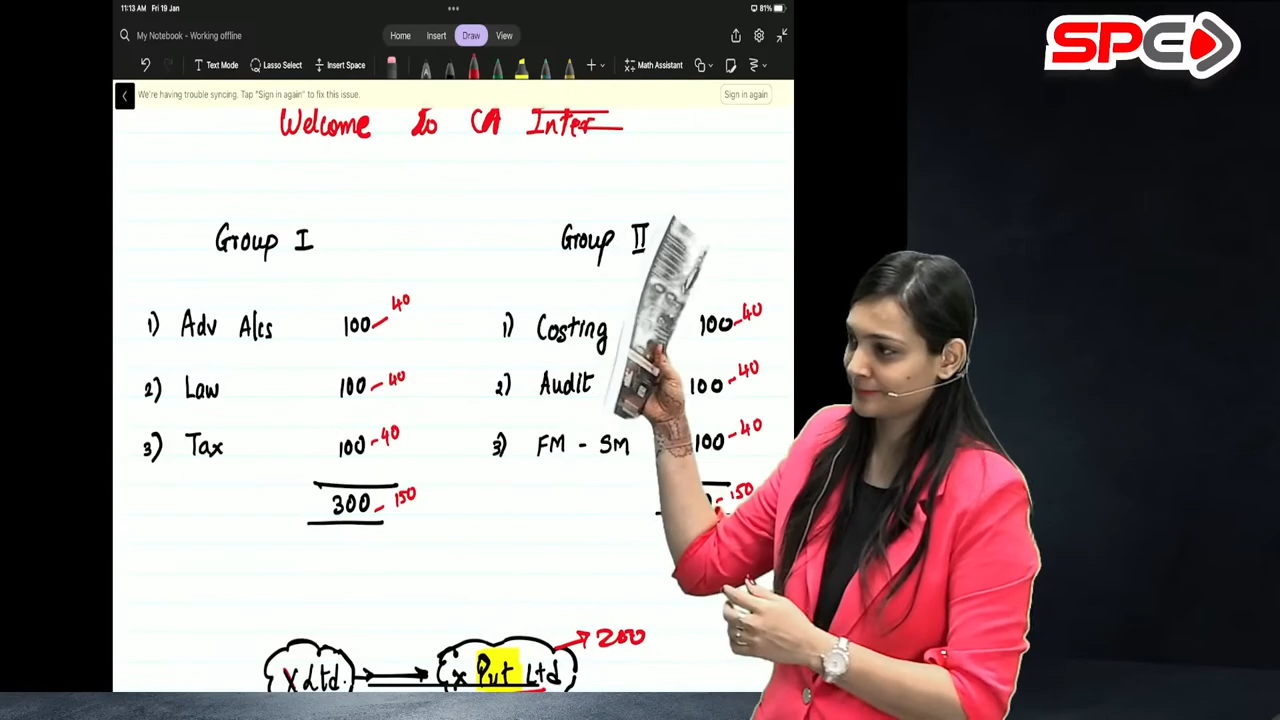 11:13 AM Fri 19 Jan
81%
SPC
My Notebook - Working offline
Home Insert Draw View
Text Mode Lasso Select Insert Space Math Assistant
We're having trouble syncing. Tap "Sign in again" to fix this issue.
Sign in again
Welcome to CA Inter
Group I
Group II
1) Adv A/cs 100 - 40
2) Law 100 - 40
3) Tax 100 - 40
300 - 150
1) Costing 100 - 40
2) Audit 100 - 40
3) FM - SM 100 - 40
150
200
X Ltd. x Pvt Ltd